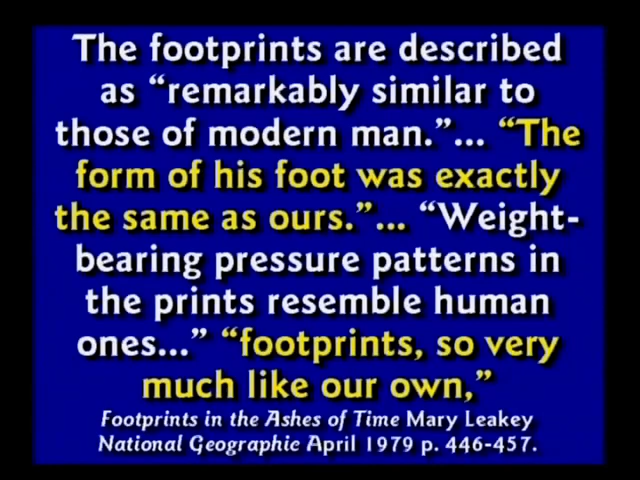 The footprints are described
as “remarkably similar to
those of modern man.”... “The
form of his foot was exactly
the same as ours.”... “Weight-
bearing pressure patterns in
the prints resemble human
ones...” “footprints, so very
much like our own,”
Footprints in the Ashes of Time Mary Leakey
National Geographic April 1979 p. 446-457.